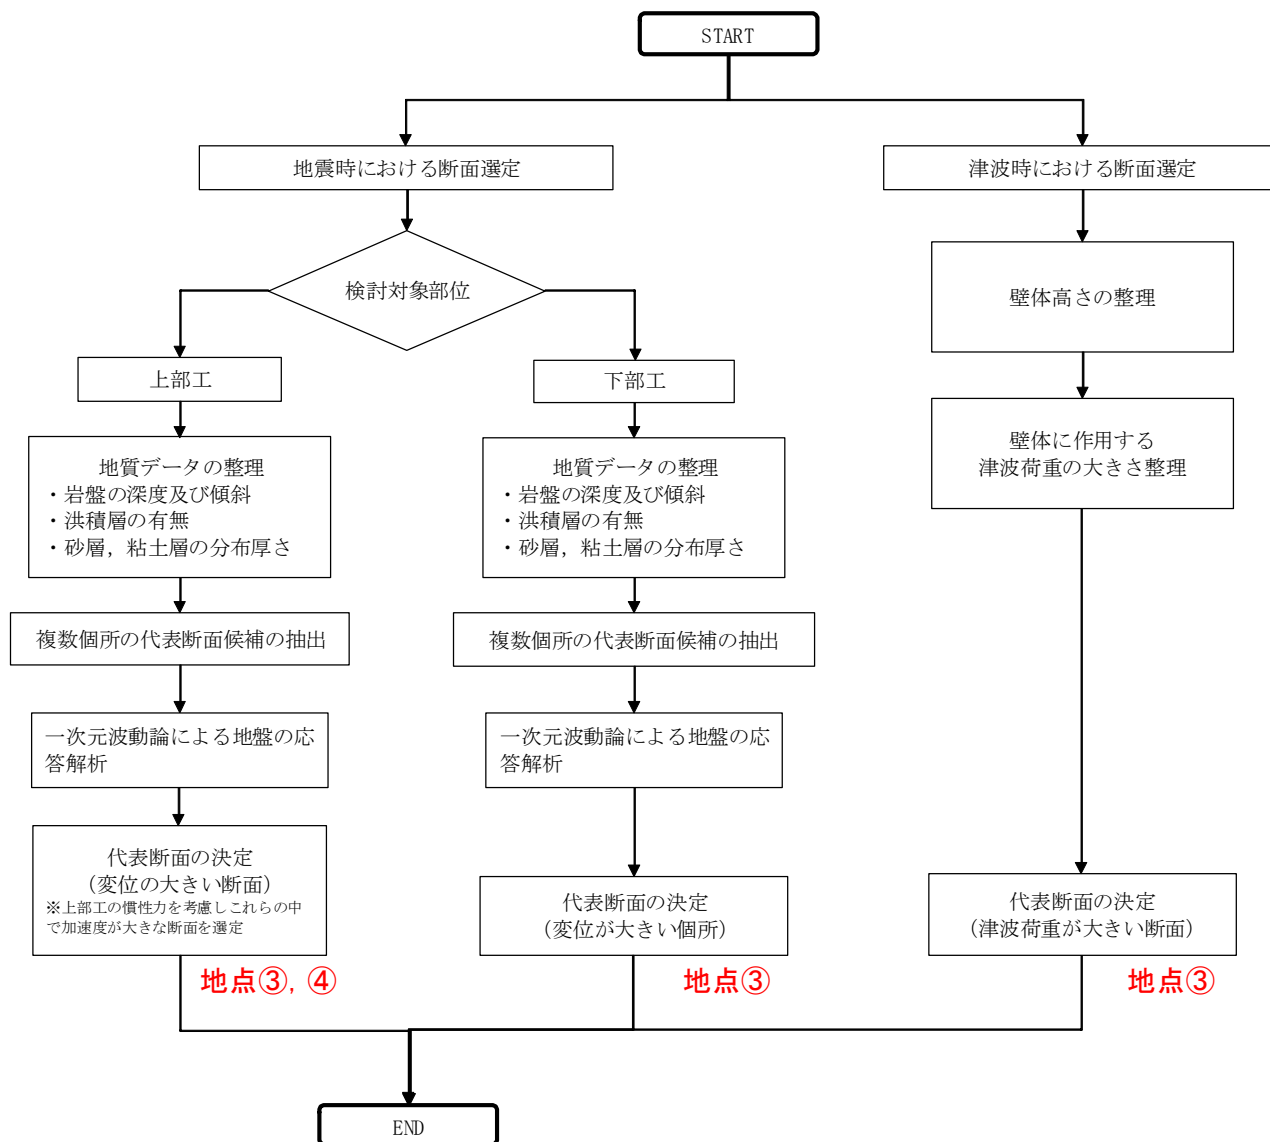 START
地震時における断面選定
津波時における断面選定
検討対象部位
壁体高さの整理
上部工
下部工
壁体に作用する
津波荷重の大きさ整理
地質データの整理
・岩盤の深度及び傾斜
・洪積層の有無
・砂層，粘土層の分布厚さ
地質データの整理
・岩盤の深度及び傾斜
・洪積層の有無
・砂層，粘土層の分布厚さ
複数個所の代表断面候補の抽出
複数個所の代表断面候補の抽出
一次元波動論による地盤の応
答解析
一次元波動論による地盤の応
答解析
代表断面の決定
（変位の大きい断面）
※上部工の慣性力を考慮しこれらの中
で加速度が大きな断面を選定
代表断面の決定
（変位が大きい個所）
代表断面の決定
（津波荷重が大きい断面）
地点③，④
地点③
地点③
END